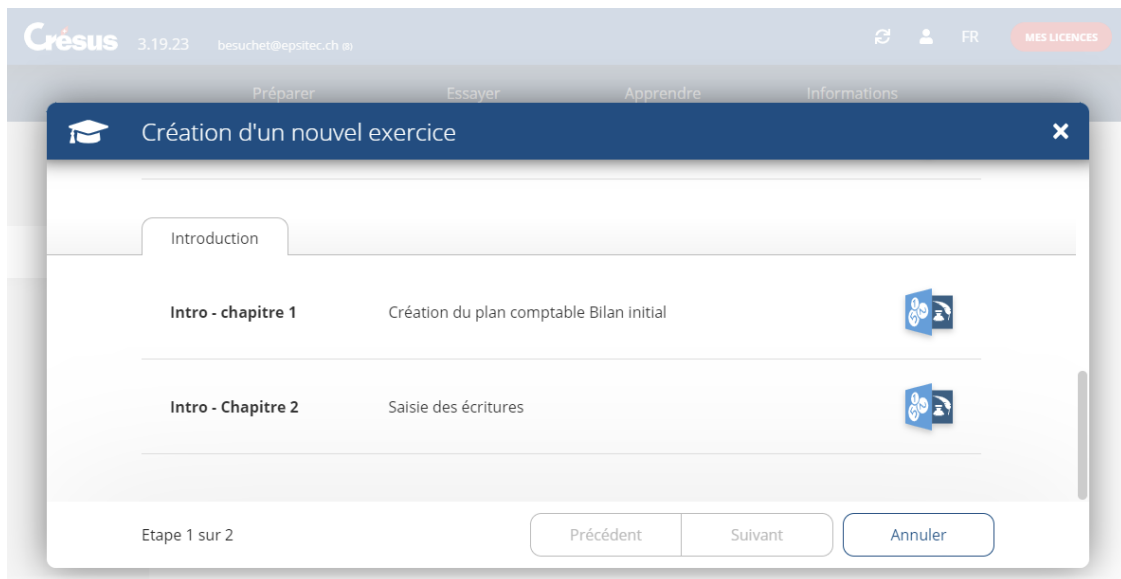 Crésus 3.19.23 besuchet@epsitec.ch FR MES LICENCES
Préparer Essayer Apprendre Informations
Création d'un nouvel exercice
Introduction
Intro - chapitre 1 Création du plan comptable Bilan initial
Intro - Chapitre 2 Saisie des écritures
Etape 1 sur 2 Précédent Suivant Annuler